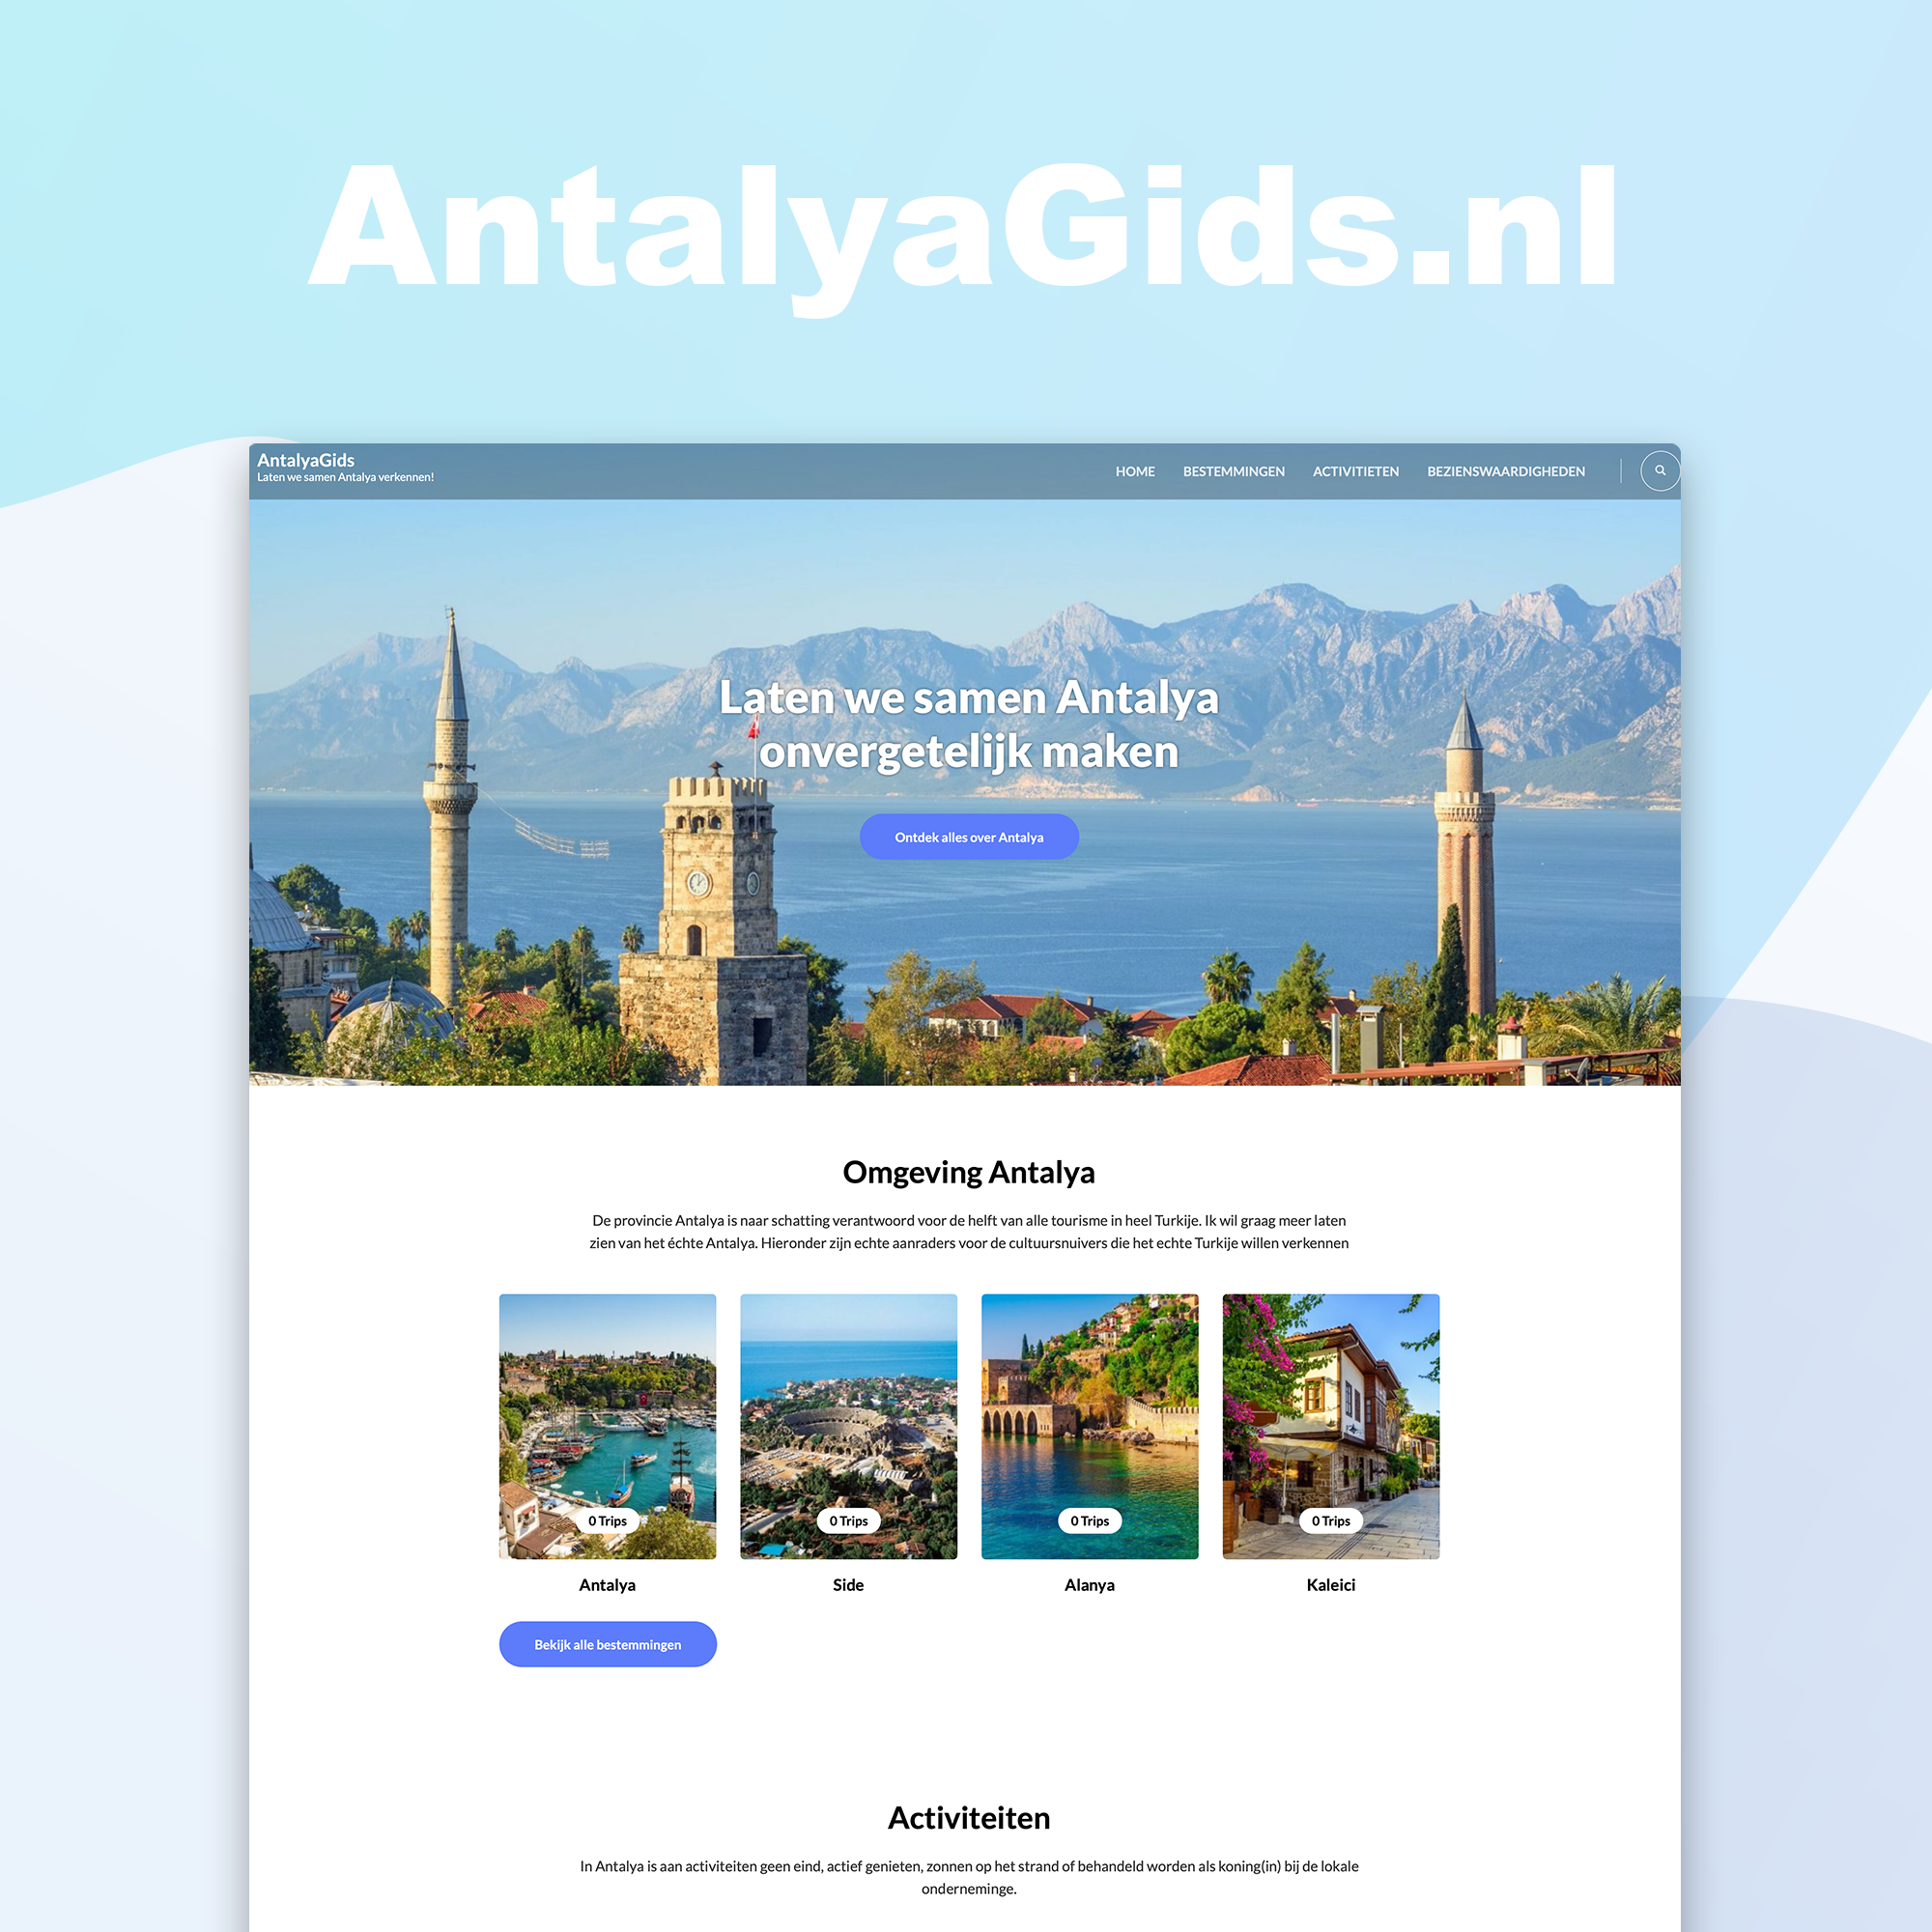 AntalyaGids.nl
AntalyaGids
Laten we samen Antalya verkennen!
HOME BESTEMMINGEN ACTIVITIETEN BEZIENSWAARDIGHEDEN
Laten we samen Antalya
onvergetelijk maken
Ontdek alles over Antalya
Omgeving Antalya
De provincie Antalya is naar schatting verantwoord voor de helft van alle tourisme in heel Turkije. Ik wil graag meer laten
zien van het échte Antalya. Hieronder zijn echte aanraders voor de cultuursnuivers die het echte Turkije willen verkennen
0 Trips 0 Trips 0 Trips 0 Trips
Antalya Side Alanya Kaleici
Bekijk alle bestemmingen
Activiteiten
In Antalya is aan activiteiten geen eind, actief genieten, zonnen op het strand of behandeld worden als koning(in) bij de lokale
onderneminge.